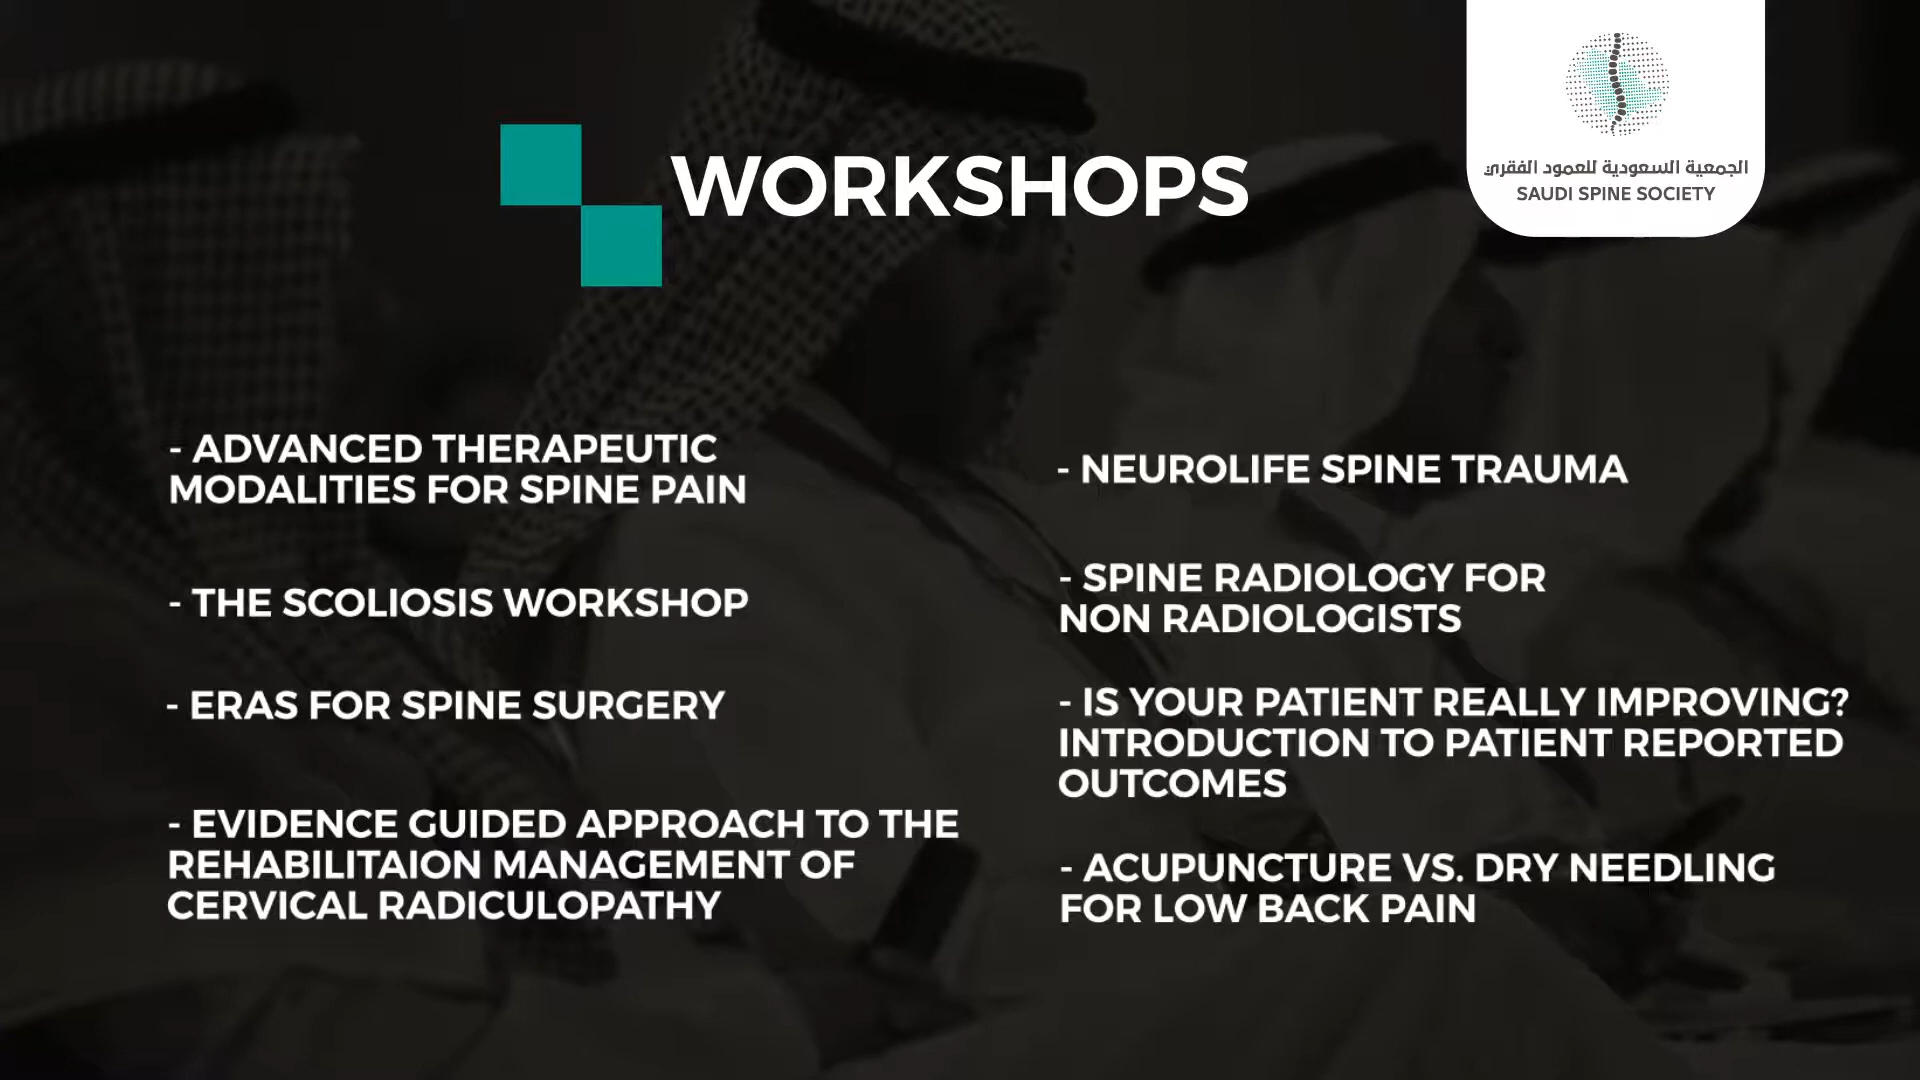 WORKSHOPS
الجمعية السعودية للعمود الفقري
SAUDI SPINE SOCIETY
- ADVANCED THERAPEUTIC
MODALITIES FOR SPINE PAIN
- THE SCOLIOSIS WORKSHOP
- ERAS FOR SPINE SURGERY
- EVIDENCE GUIDED APPROACH TO THE
REHABILITAION MANAGEMENT OF
CERVICAL RADICULOPATHY
- NEUROLIFE SPINE TRAUMA
- SPINE RADIOLOGY FOR
NON RADIOLOGISTS
- IS YOUR PATIENT REALLY IMPROVING?
INTRODUCTION TO PATIENT REPORTED
OUTCOMES
- ACUPUNCTURE VS. DRY NEEDLING
FOR LOW BACK PAIN